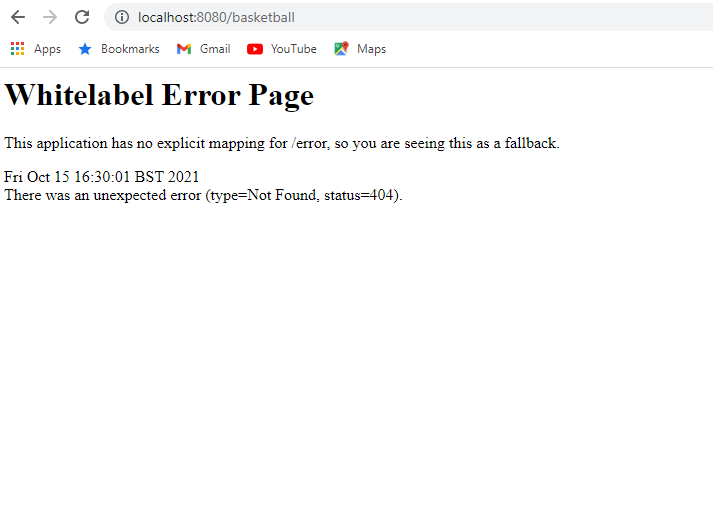 localhost:8080/basketball
Apps Bookmarks Gmail YouTube Maps
Whitelabel Error Page
This application has no explicit mapping for /error, so you are seeing this as a fallback.
Fri Oct 15 16:30:01 BST 2021
There was an unexpected error (type=Not Found, status=404).